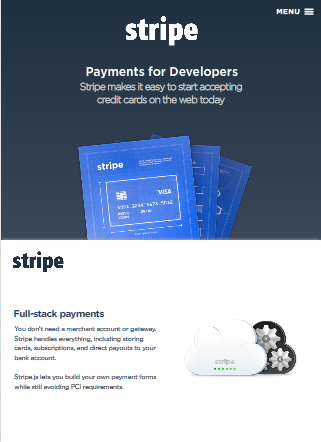 MENU
stripe
Payments for Developers
Stripe makes it easy to start accepting
credit cards on the web today
stripe
VISA
stripe
Full-stack payments
You don't need a merchant account or gateway.
Stripe handles everything, including storing
cards, subscriptions, and direct payouts to your
bank account.
Stripe.js lets you build your own payment forms
while still avoiding PCI requirements.
stripe